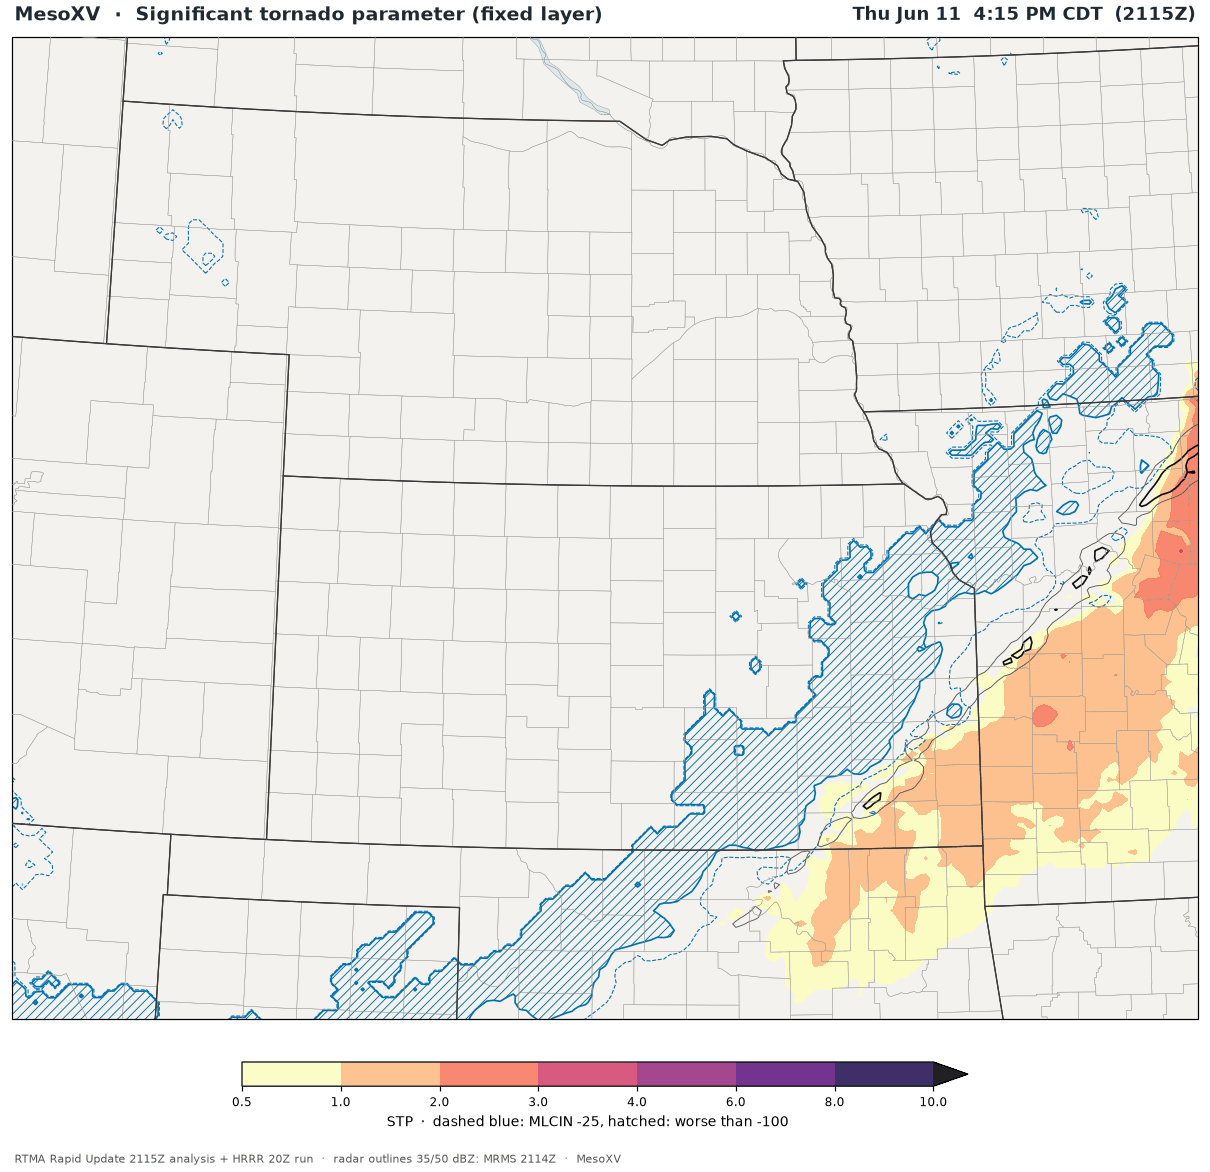 MesoXV · Significant tornado parameter (fixed layer)
Thu Jun 11 4:15 PM CDT (2115Z)
0.5 1.0 2.0 3.0 4.0 6.0 8.0 10.0
STP · dashed blue: MLCIN -25, hatched: worse than -100
RTMA Rapid Update 2115Z analysis + HRRR 20Z run · radar outlines 35/50 dBZ: MRMS 2114Z · MesoXV